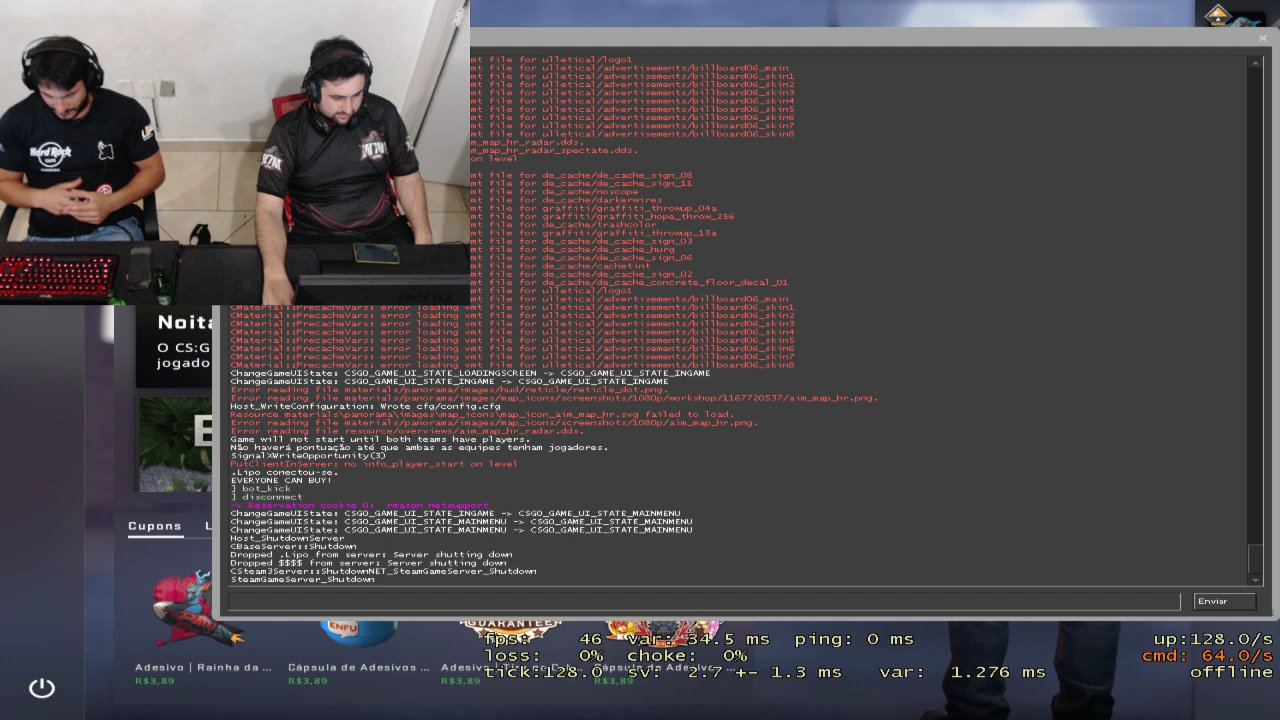 mt file for ulletical/logo1
mt file for ulletical/advertisements/billboard06_main
mt file for ulletical/advertisements/billboard06_skin1
mt file for ulletical/advertisements/billboard06_skin2
mt file for ulletical/advertisements/billboard06_skin3
mt file for ulletical/advertisements/billboard06_skin4
mt file for ulletical/advertisements/billboard06_skin5
mt file for ulletical/advertisements/billboard06_skin6
mt file for ulletical/advertisements/billboard06_skin7
mt file for ulletical/advertisements/billboard06_skin8
m_map_hr_radar.dds.
m_map_hr_radar_spectate.dds.
on level
mt file for de_cache/de_cache_sign_08
mt file for de_cache/de_cache_sign_11
mt file for de_cache/noscope
mt file for de_cache/darkerwires
mt file for graffiti/graffiti_throwup_04a
mt file for graffiti/graffiti_hope_throw_256
mt file for de_cache/trashcolor
mt file for graffiti/graffiti_throwup_15a
mt file for de_cache/de_cache_sign_03
mt file for de_cache/de_cache_hurg
mt file for de_cache/de_cache_sign_06
mt file for de_cache/cachetint
mt file for de_cache/de_cache_sign_02
mt file for de_cache/de_cache_concrete_floor_decal_01
mt file for ulletical/logo1
mt file for ulletical/advertisements/billboard06_main
CMaterial::PrecacheVars: error loading vmt file for ulletical/advertisements/billboard06_skin1
CMaterial::PrecacheVars: error loading vmt file for ulletical/advertisements/billboard06_skin2
CMaterial::PrecacheVars: error loading vmt file for ulletical/advertisements/billboard06_skin3
CMaterial::PrecacheVars: error loading vmt file for ulletical/advertisements/billboard06_skin4
CMaterial::PrecacheVars: error loading vmt file for ulletical/advertisements/billboard06_skin5
CMaterial::PrecacheVars: error loading vmt file for ulletical/advertisements/billboard06_skin6
CMaterial::PrecacheVars: error loading vmt file for ulletical/advertisements/billboard06_skin7
CMaterial::PrecacheVars: error loading vmt file for ulletical/advertisements/billboard06_skin8
ChangeGameUIState: CSGO_GAME_UI_STATE_LOADINGSCREEN -> CSGO_GAME_UI_STATE_INGAME
ChangeGameUIState: CSGO_GAME_UI_STATE_INGAME -> CSGO_GAME_UI_STATE_INGAME
Error reading file materials/panorama/images/hud/reticle/reticle_dot.png.
Error reading file materials/panorama/images/map_icons/screenshots/1080p/workshop/1167720537/aim_map_hr.png.
Host_WriteConfiguration: Wrote cfg/config.cfg
Resource materials\panorama\images\map_icons\map_icon_aim_map_hr.svg failed to load.
Error reading file materials/panorama/images/map_icons/screenshots/1080p/aim_map_hr.png.
Error reading file resource/overviews/aim_map_hr_radar.dds.
Game will not start until both teams have players.
Não haverá pontuação até que ambas as equipes tenham jogadores.
SignalXWriteOpportunity(3)
PutClientInServer: no info_player_start on level
.Lipo conectou-se.
EVERYONE CAN BUY!
] bot_kick
] disconnect
-> Reservation cookie 0: reason netsupport
ChangeGameUIState: CSGO_GAME_UI_STATE_INGAME -> CSGO_GAME_UI_STATE_MAINMENU
ChangeGameUIState: CSGO_GAME_UI_STATE_MAINMENU -> CSGO_GAME_UI_STATE_MAINMENU
ChangeGameUIState: CSGO_GAME_UI_STATE_MAINMENU -> CSGO_GAME_UI_STATE_MAINMENU
Host_ShutdownServer
CBaseServer::Shutdown
Dropped .Lipo from server: Server shutting down
Dropped $$$$ from server: Server shutting down
CSteam3Server::ShutdownNET_SteamGameServer_Shutdown
SteamGameServer_Shutdown
Enviar
Hard Rock
CAFE
Noita
O CS:G
jogado
Cupons L
ENFU
GUARANTEE
Adesivo | Rainha da ...
R$3,89
Cápsula de Adesivos ...
R$3,89
R$3,89
Cápsula de Adesivos ...
R$3,89
fps: 46 var: 34.5 ms ping: 0 ms
loss: 0% choke: 0%
tick:128.0 sv: 2.7 +- 1.3 ms var: 1.276 ms
up:128.0/s
cmd: 64.0/s
offline